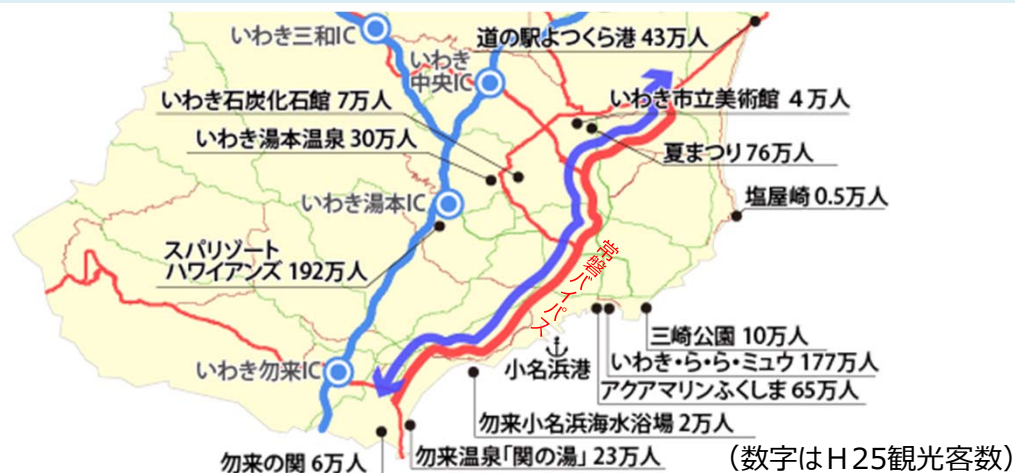 いわき三和IC
道の駅よつくら港 43万人
いわき
中央IC
いわき石炭化石館 7万人
いわき市立美術館 4万人
いわき湯本温泉 30万人
夏まつり 76万人
塩屋崎 0.5万人
いわき湯本IC
スパリゾート
ハワイアンズ 192万人
常磐バイパス
三崎公園 10万人
小名浜港
いわき・ら・ら・ミュウ 177万人
いわき勿来IC
アクアマリンふくしま 65万人
勿来小名浜海水浴場 2万人
勿来の関 6万人
勿来温泉「関の湯」 23万人
(数字はH25観光客数)